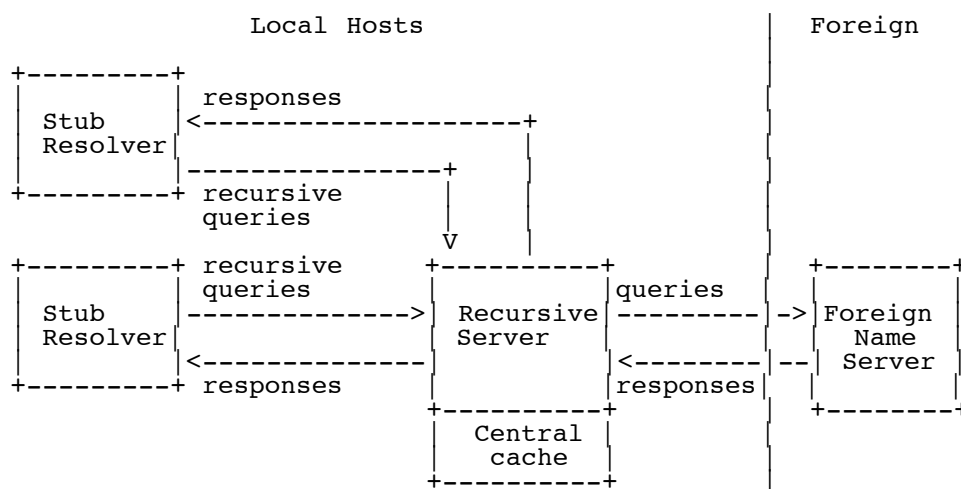 Local Hosts | Foreign
|
+---------+ |
| | responses |
| Stub |<--------------------+ |
| Resolver| | |
| |----------------+ | |
+---------+ recursive | | |
queries | | |
V | |
+---------+ recursive +----------+ | +--------+
| | queries | |queries | | |
| Stub |-------------->| Recursive|---------|->|Foreign |
| Resolver| | Server | | | Name |
| |<--------------| |<--------|--| Server |
+---------+ responses | |responses| | |
+----------+ | +--------+
| Central | |
| cache | |
+----------+ |